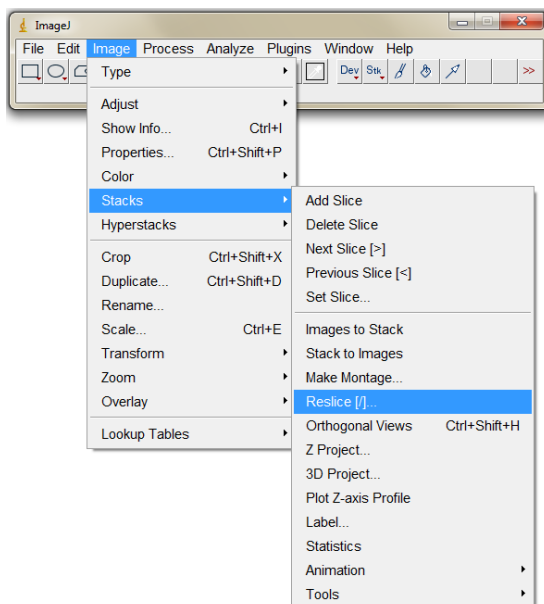 ImageJ
File Edit Image Process Analyze Plugins Window Help
Dev Stk >>
Type
Adjust
Show Info... Ctrl+I
Properties... Ctrl+Shift+P
Color
Stacks
Hyperstacks
Crop Ctrl+Shift+X
Duplicate... Ctrl+Shift+D
Rename...
Scale... Ctrl+E
Transform
Zoom
Overlay
Lookup Tables
Add Slice
Delete Slice
Next Slice [>]
Previous Slice [<]
Set Slice...
Images to Stack
Stack to Images
Make Montage...
Reslice [/]...
Orthogonal Views Ctrl+Shift+H
Z Project...
3D Project...
Plot Z-axis Profile
Label...
Statistics
Animation
Tools